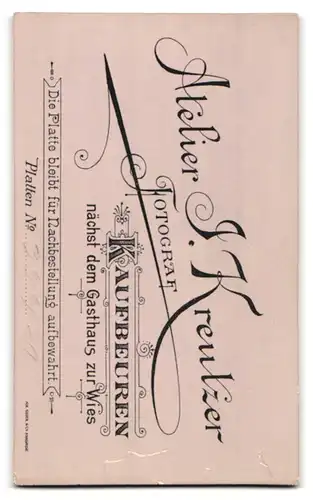 Atelier J. Kreutzer
FOTOGRAF
KAUFBEUREN
nächst dem Gasthaus zur Wies
Die Platte bleibt für Nachbestellung aufbewahrt
Platten No